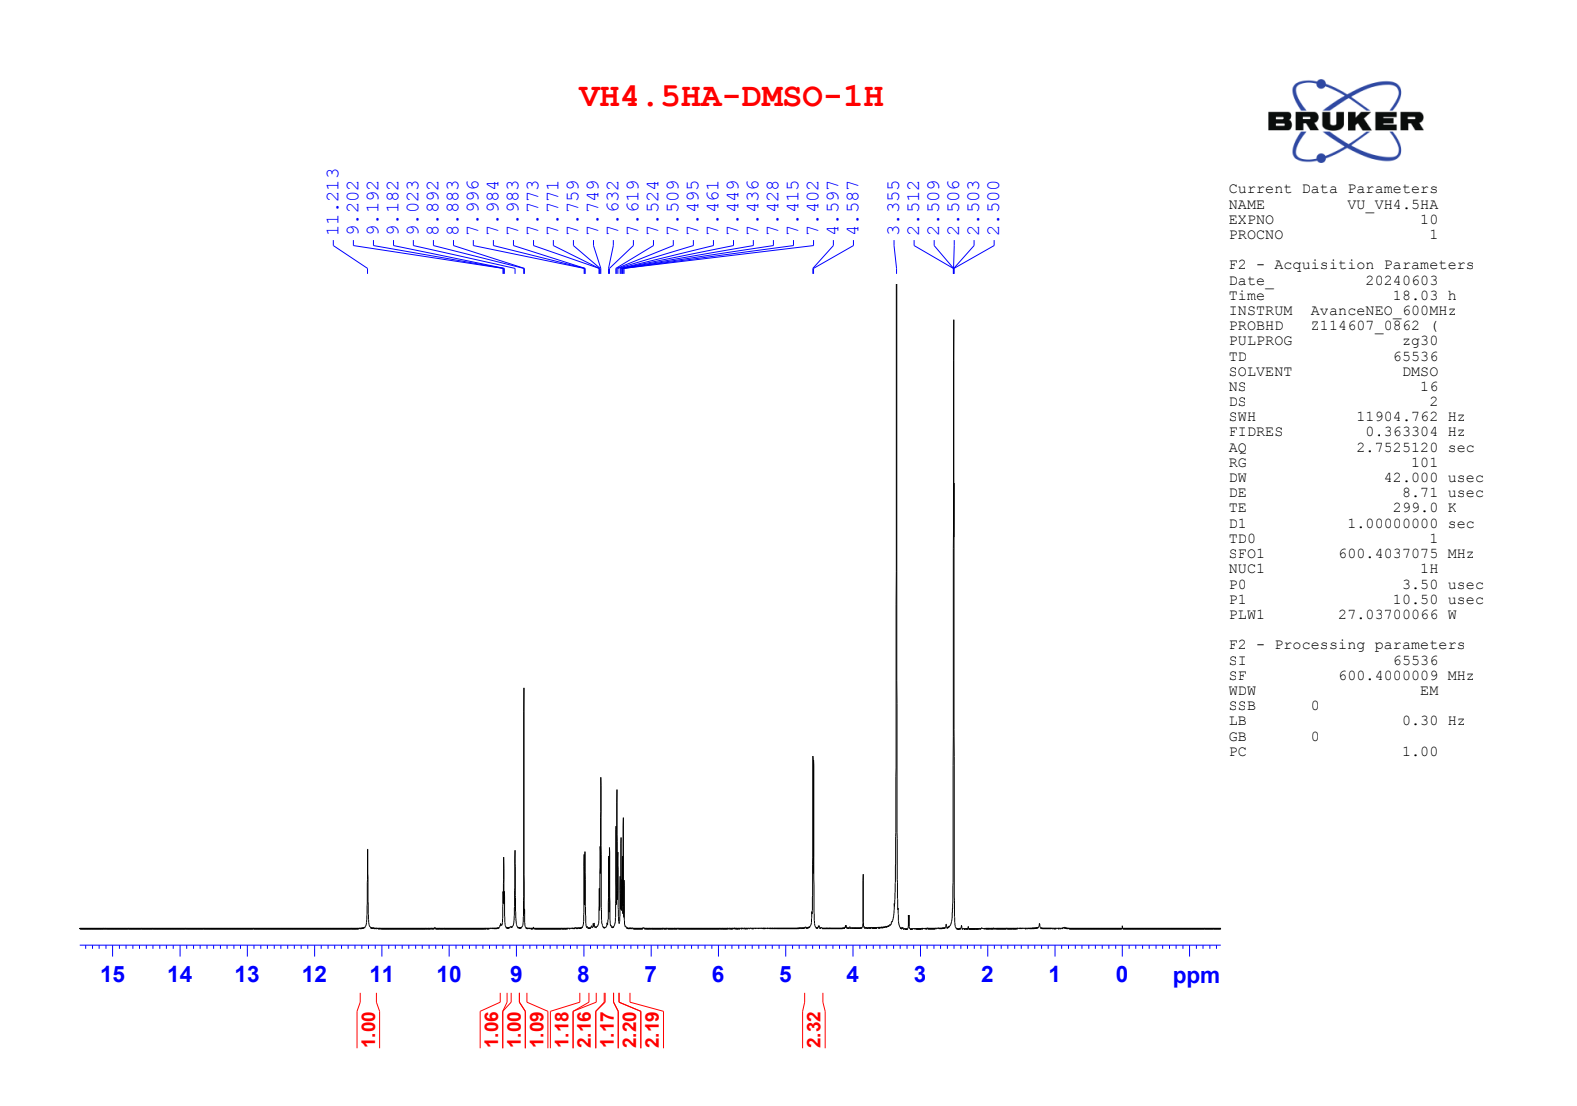 VH4.5HA-DMSO-1H
BRUKER
11.213
9.202
9.192
9.182
9.023
8.892
8.883
7.996
7.984
7.983
7.773
7.771
7.759
7.749
7.632
7.619
7.524
7.509
7.495
7.461
7.449
7.436
7.428
7.415
7.402
4.597
4.587
3.355
2.512
2.509
2.506
2.503
2.500
Current Data Parameters
NAME VU_VH4.5HA
EXPNO 10
PROCNO 1
F2 - Acquisition Parameters
Date_ 20240603
Time 18.03 h
INSTRUM AvanceNEO_600MHz
PROBHD Z114607_0862 (
PULPROG zg30
TD 65536
SOLVENT DMSO
NS 16
DS 2
SWH 11904.762 Hz
FIDRES 0.363304 Hz
AQ 2.7525120 sec
RG 101
DW 42.000 usec
DE 8.71 usec
TE 299.0 K
D1 1.00000000 sec
TD0 1
SFO1 600.4037075 MHz
NUC1 1H
P0 3.50 usec
P1 10.50 usec
PLW1 27.03700066 W
F2 - Processing parameters
SI 65536
SF 600.4000009 MHz
WDW EM
SSB 0
LB 0.30 Hz
GB 0
PC 1.00
15 14 13 12 11 10 9 8 7 6 5 4 3 2 1 0 ppm
1.00
1.06
1.00
1.09
1.18
2.16
1.17
2.20
2.19
2.32